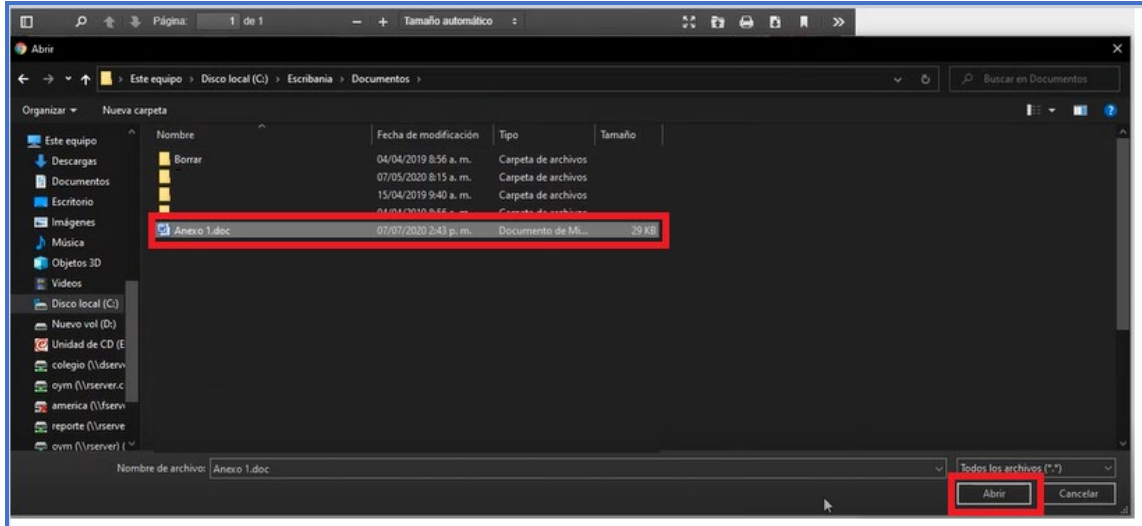 Página: 1 de 1 − + Tamaño automático
Abrir
Este equipo › Disco local (C:) › Escribania › Documentos ›
Buscar en Documentos
Organizar Nueva carpeta
Nombre Fecha de modificación Tipo Tamaño
Este equipo
Descargas
Documentos
Escritorio
Imágenes
Música
Objetos 3D
Videos
Disco local (C:)
Nuevo vol (D:)
Unidad de CD (E
colegio (\\dserv
oym (\\rserver.c
america (\\fserv
reporte (\\rserve
oym (\\rserver) (
Borrar 04/04/2019 8:56 a. m. Carpeta de archivos
07/05/2020 8:15 a. m. Carpeta de archivos
15/04/2019 9:40 a. m. Carpeta de archivos
Anexo 1.doc 07/07/2020 2:43 p. m. Documento de Mi... 29 KB
Nombre de archivo: Anexo 1.doc
Todos los archivos (*.*)
Abrir Cancelar